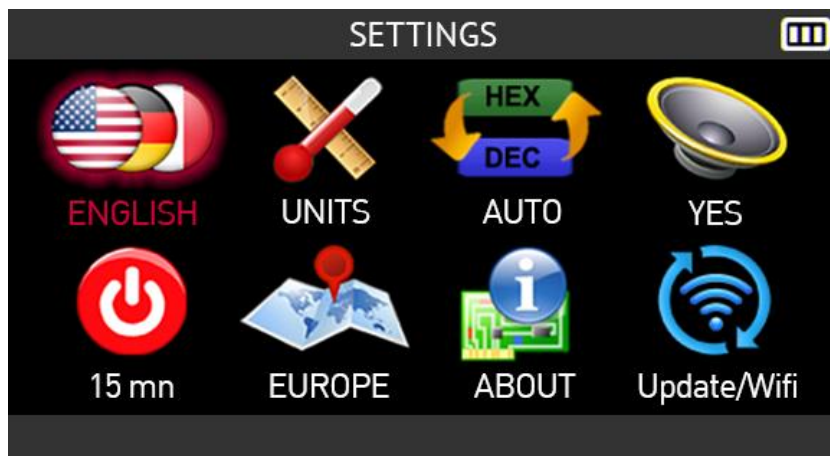 SETTINGS
HEX
DEC
ENGLISH UNITS AUTO YES
i
15 mn EUROPE ABOUT Update/Wifi